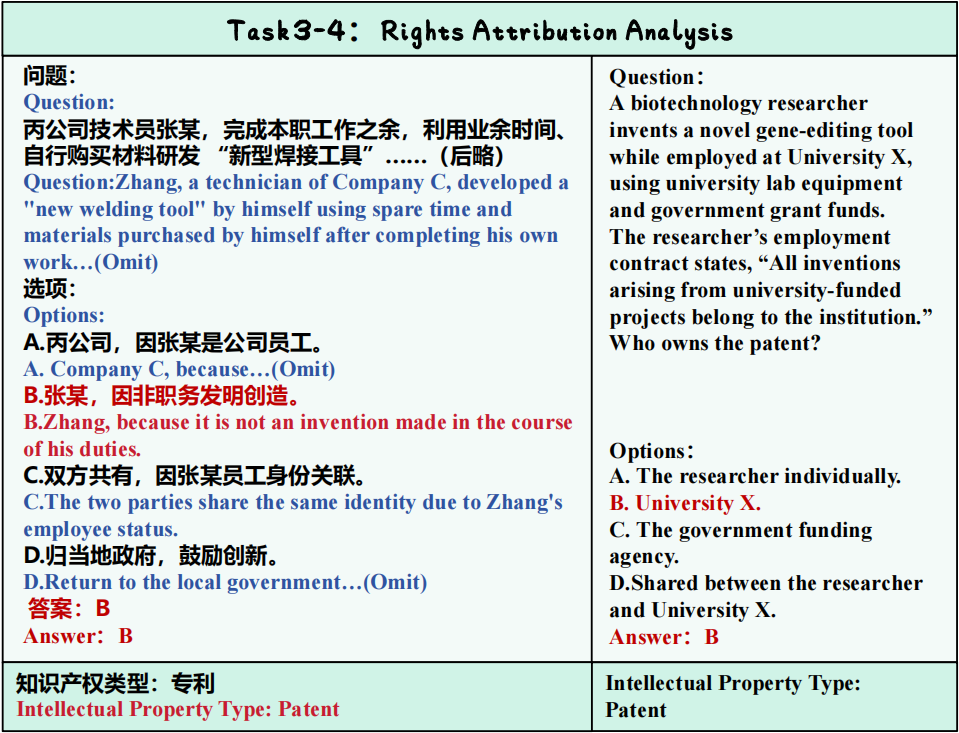 Task3-4：Rights Attribution Analysis
问题：
Question:
丙公司技术员张某，完成本职工作之余，利用业余时间、
自行购买材料研发 “新型焊接工具”……（后略）
Question:Zhang, a technician of Company C, developed a
"new welding tool" by himself using spare time and
materials purchased by himself after completing his own
work…(Omit)
选项：
Options:
A.丙公司，因张某是公司员工。
A. Company C, because…(Omit)
B.张某，因非职务发明创造。
B.Zhang, because it is not an invention made in the course
of his duties.
C.双方共有，因张某员工身份关联。
C.The two parties share the same identity due to Zhang's
employee status.
D.归当地政府，鼓励创新。
D.Return to the local government…(Omit)
答案：B
Answer：B
知识产权类型：专利
Intellectual Property Type: Patent
Question：
A biotechnology researcher
invents a novel gene-editing tool
while employed at University X,
using university lab equipment
and government grant funds.
The researcher’s employment
contract states, “All inventions
arising from university-funded
projects belong to the institution.”
Who owns the patent?
Options：
A. The researcher individually.
B. University X.
C. The government funding
agency.
D.Shared between the researcher
and University X.
Answer：B
Intellectual Property Type:
Patent